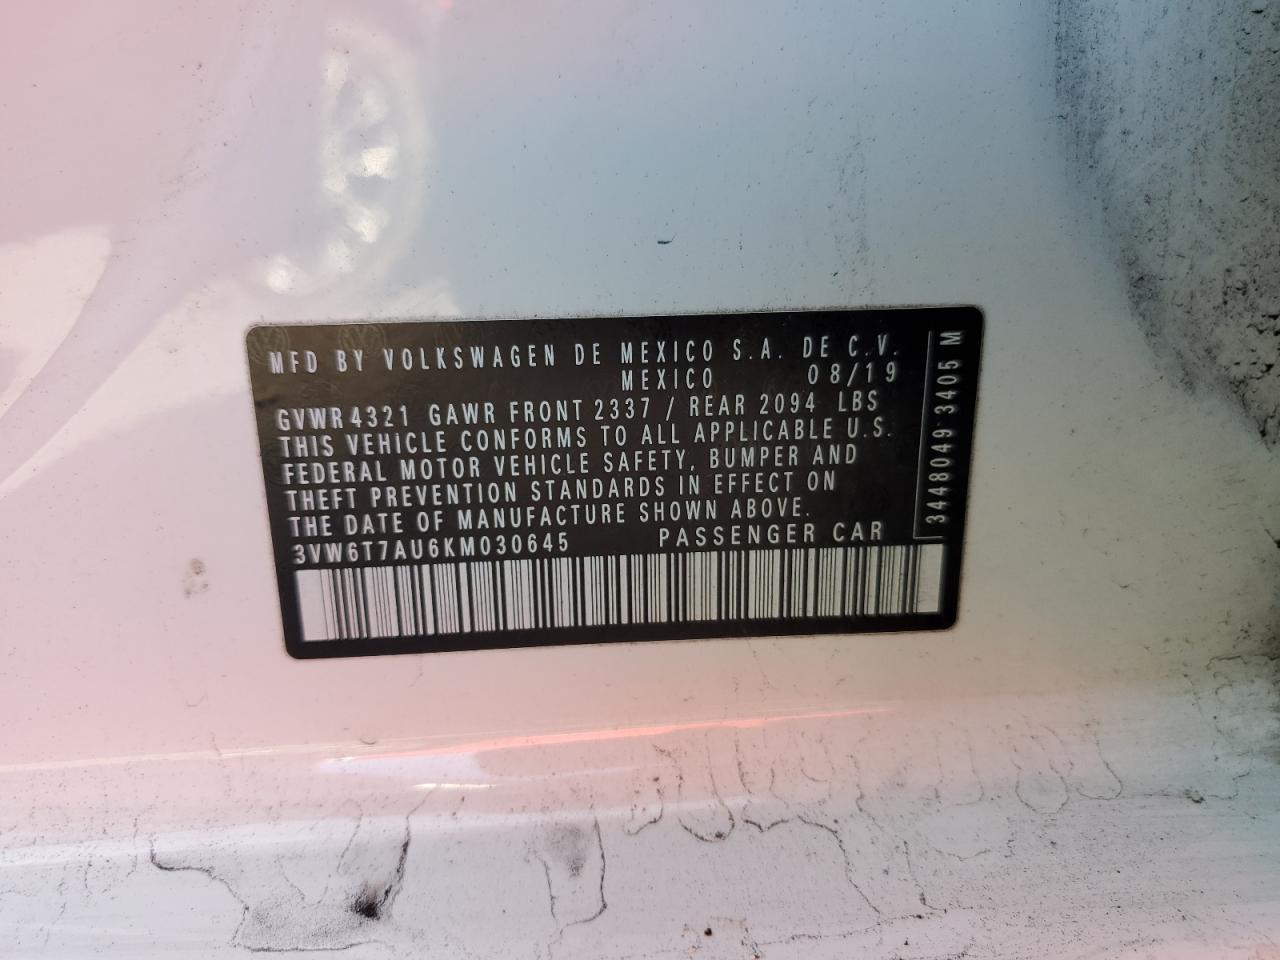 MFD BY VOLKSWAGEN DE MEXICO S.A. DE C.V.
MEXICO 08/19
GVWR 4321 GAWR FRONT 2337 / REAR 2094 LBS
THIS VEHICLE CONFORMS TO ALL APPLICABLE U.S.
FEDERAL MOTOR VEHICLE SAFETY, BUMPER AND
THEFT PREVENTION STANDARDS IN EFFECT ON
THE DATE OF MANUFACTURE SHOWN ABOVE.
3VW6T7AU6KM030645 PASSENGER CAR
3448049 3405 M